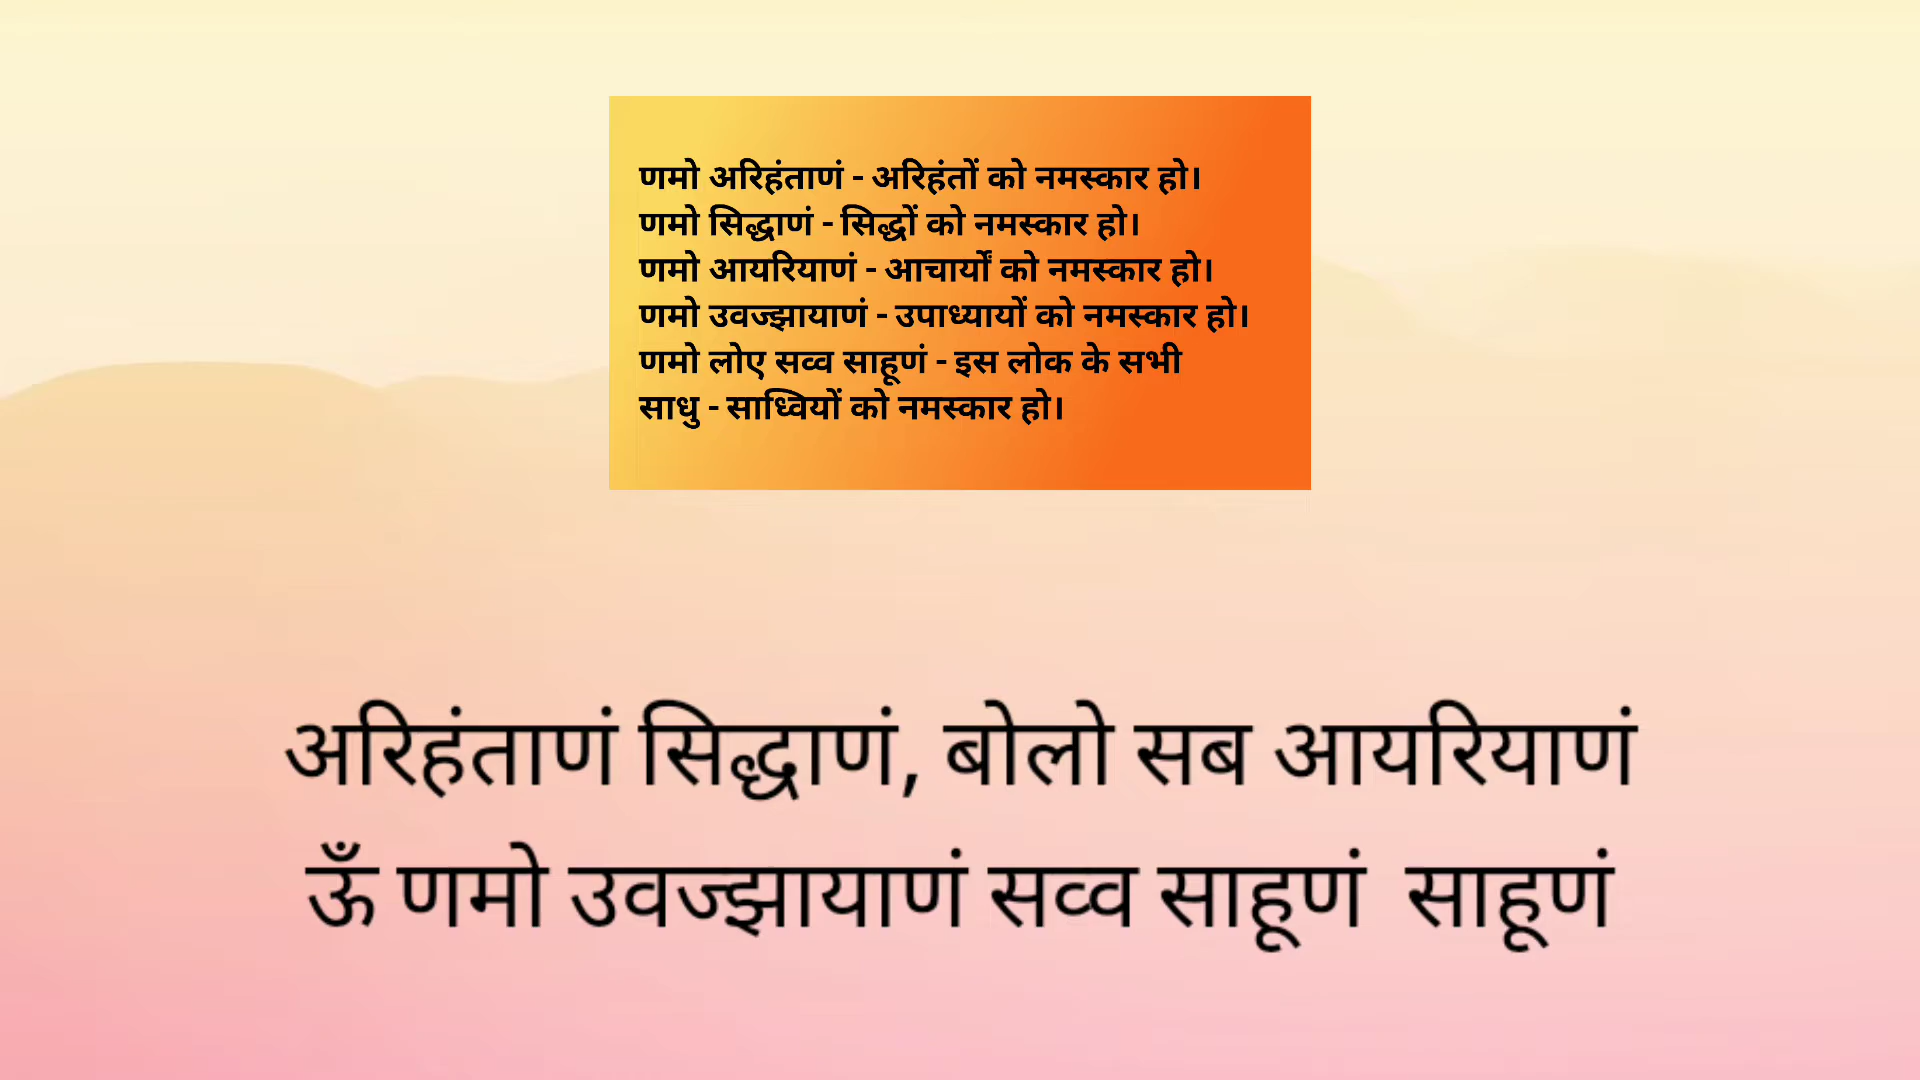 णमो अरिहंताणं - अरिहंतों को नमस्कार हो।
णमो सिद्धाणं - सिद्धों को नमस्कार हो।
णमो आयरियाणं - आचार्यों को नमस्कार हो।
णमो उवज्झायाणं - उपाध्यायों को नमस्कार हो।
णमो लोए सव्व साहूणं - इस लोक के सभी
साधु - साध्वियों को नमस्कार हो।
अरिहंताणं सिद्धाणं, बोलो सब आयरियाणं
ऊँ णमो उवज्झायाणं सव्व साहूणं  साहूणं